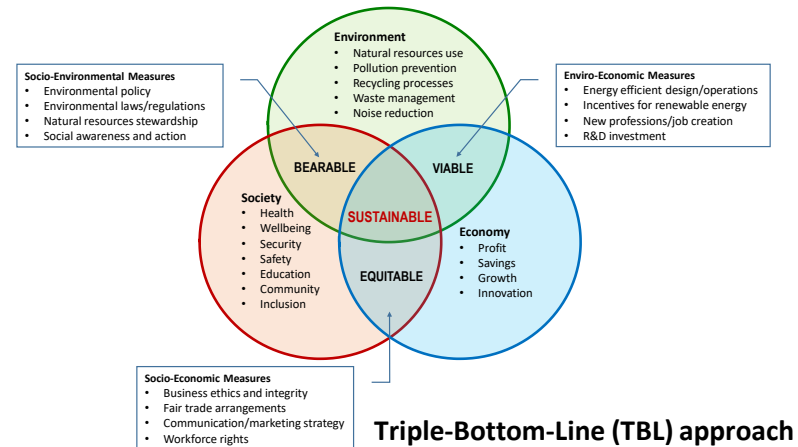 Environment
• Natural resources use
• Pollution prevention
• Recycling processes
• Waste management
• Noise reduction
Socio-Environmental Measures
• Environmental policy
• Environmental laws/regulations
• Natural resources stewardship
• Social awareness and action
Enviro-Economic Measures
• Energy efficient design/operations
• Incentives for renewable energy
• New professions/job creation
• R&D investment
BEARABLE
VIABLE
Society
• Health
• Wellbeing
• Security
• Safety
• Education
• Community
• Inclusion
SUSTAINABLE
Economy
• Profit
• Savings
• Growth
• Innovation
EQUITABLE
Socio-Economic Measures
• Business ethics and integrity
• Fair trade arrangements
• Communication/marketing strategy
• Workforce rights
Triple-Bottom-Line (TBL) approach